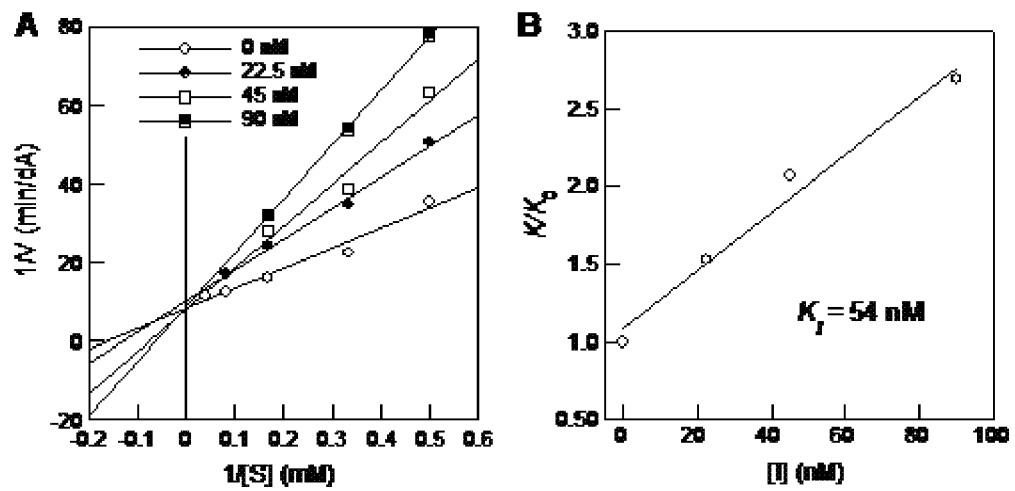 A
80
60
40
20
0
-20
1/V (min/dA)
0 nM
22.5 nM
45 nM
90 nM
-0.2 -0.1 0 0.1 0.2 0.3 0.4 0.5 0.6
1/[S] (mM)
B
3.0
2.5
2.0
1.5
1.0
0.50
K/K₀
K_I = 54 nM
0 20 40 60 80 100
[I] (nM)